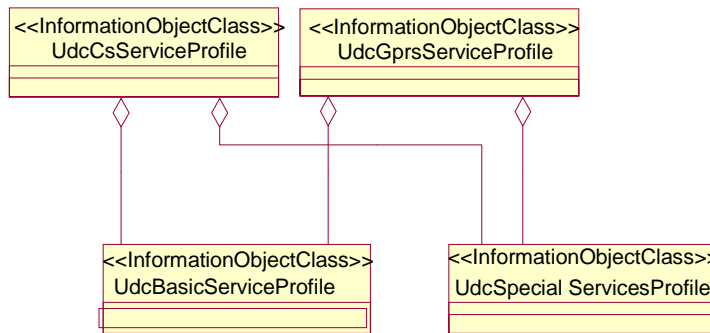 <<InformationObjectClass>>
UdcCsServiceProfile
<<InformationObjectClass>>
UdcGprsServiceProfile
<<InformationObjectClass>>
UdcBasicServiceProfile
<<InformationObjectClass>
UdcSpecial ServicesProfile